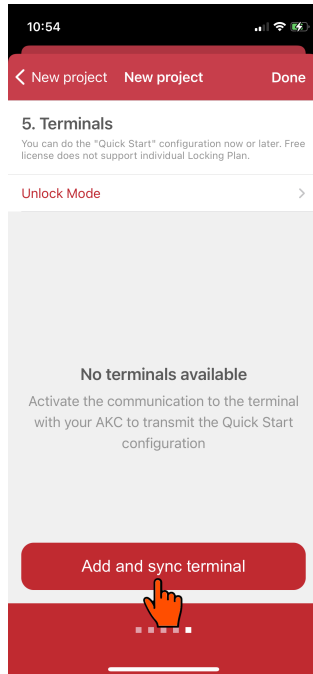 10:54
New project New project Done
5. Terminals
You can do the "Quick Start" configuration now or later. Free
license does not support individual Locking Plan.
Unlock Mode
No terminals available
Activate the communication to the terminal
with your AKC to transmit the Quick Start
configuration
Add and sync terminal